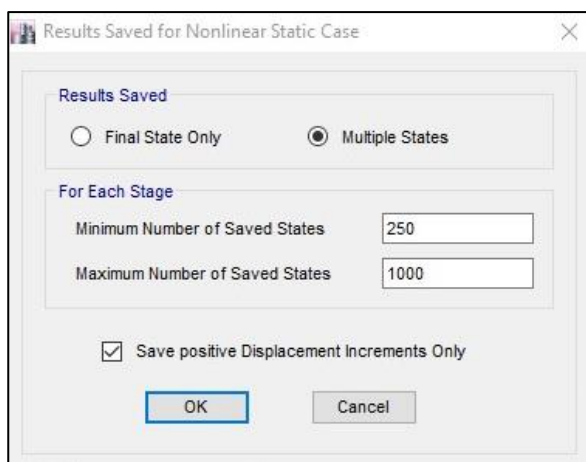 Results Saved for Nonlinear Static Case
Results Saved
Final State Only Multiple States
For Each Stage
Minimum Number of Saved States 250
Maximum Number of Saved States 1000
Save positive Displacement Increments Only
OK Cancel